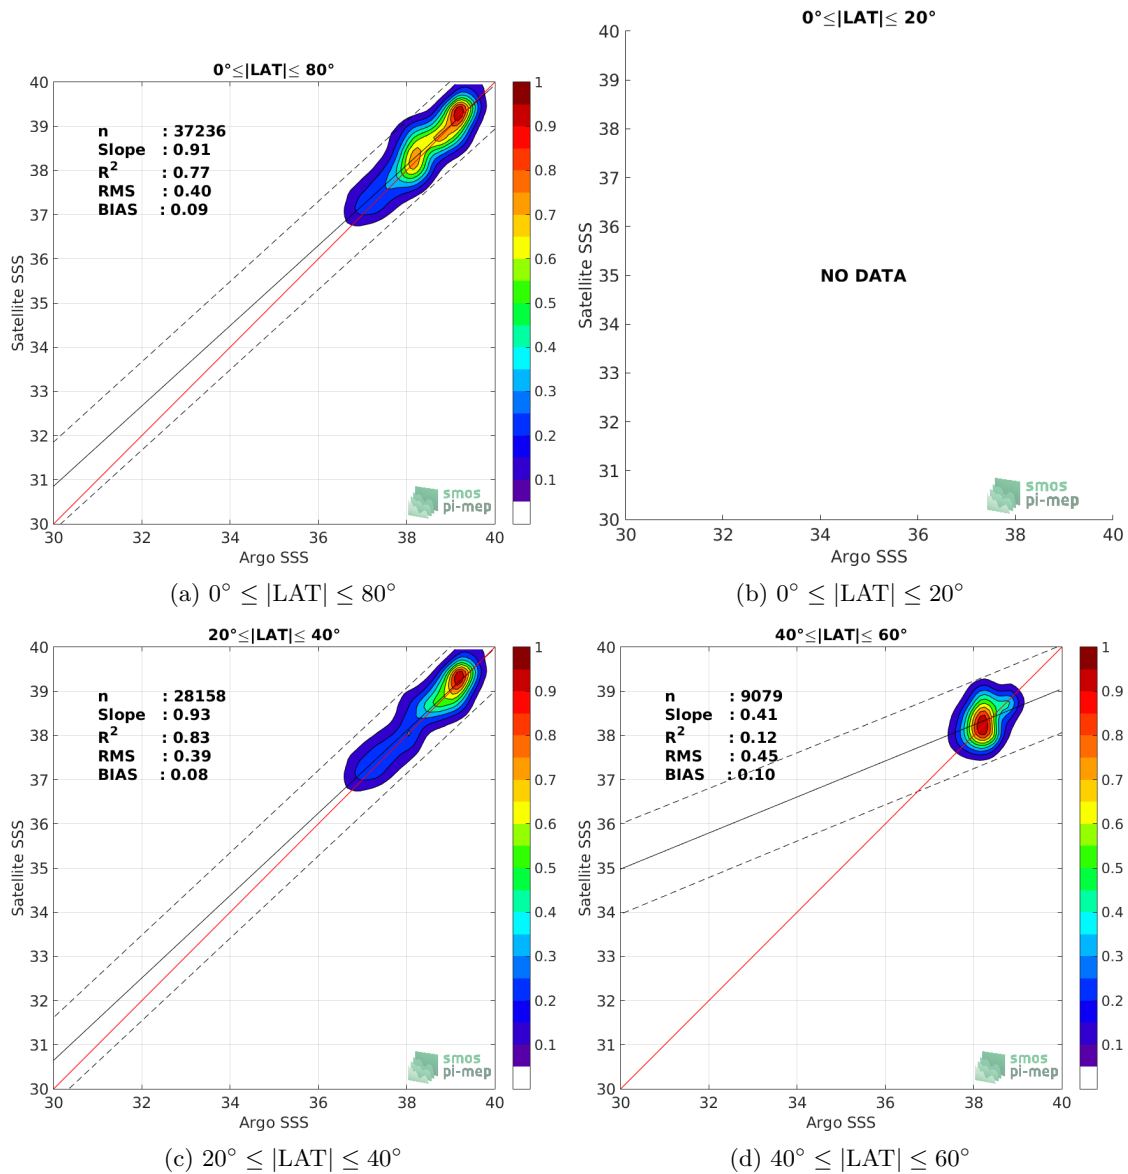 0°≤|LAT|≤ 80°
n : 37236
Slope : 0.91
R2 : 0.77
RMS : 0.40
BIAS : 0.09
40
39
38
37
36
35
34
33
32
31
30
Satellite SSS
30 32 34 36 38 40
Argo SSS
1
0.9
0.8
0.7
0.6
0.5
0.4
0.3
0.2
0.1
smos
pi-mep
(a) 0° ≤ |LAT| ≤ 80°
0°≤|LAT|≤ 20°
40
39
38
37
36
35
34
33
32
31
30
Satellite SSS
NO DATA
30 32 34 36 38 40
Argo SSS
smos
pi-mep
(b) 0° ≤ |LAT| ≤ 20°
20°≤|LAT|≤ 40°
n : 28158
Slope : 0.93
R2 : 0.83
RMS : 0.39
BIAS : 0.08
40
39
38
37
36
35
34
33
32
31
30
Satellite SSS
30 32 34 36 38 40
Argo SSS
1
0.9
0.8
0.7
0.6
0.5
0.4
0.3
0.2
0.1
smos
pi-mep
(c) 20° ≤ |LAT| ≤ 40°
40°≤|LAT|≤ 60°
n : 9079
Slope : 0.41
R2 : 0.12
RMS : 0.45
BIAS : 0.10
40
39
38
37
36
35
34
33
32
31
30
Satellite SSS
30 32 34 36 38 40
Argo SSS
1
0.9
0.8
0.7
0.6
0.5
0.4
0.3
0.2
0.1
smos
pi-mep
(d) 40° ≤ |LAT| ≤ 60°